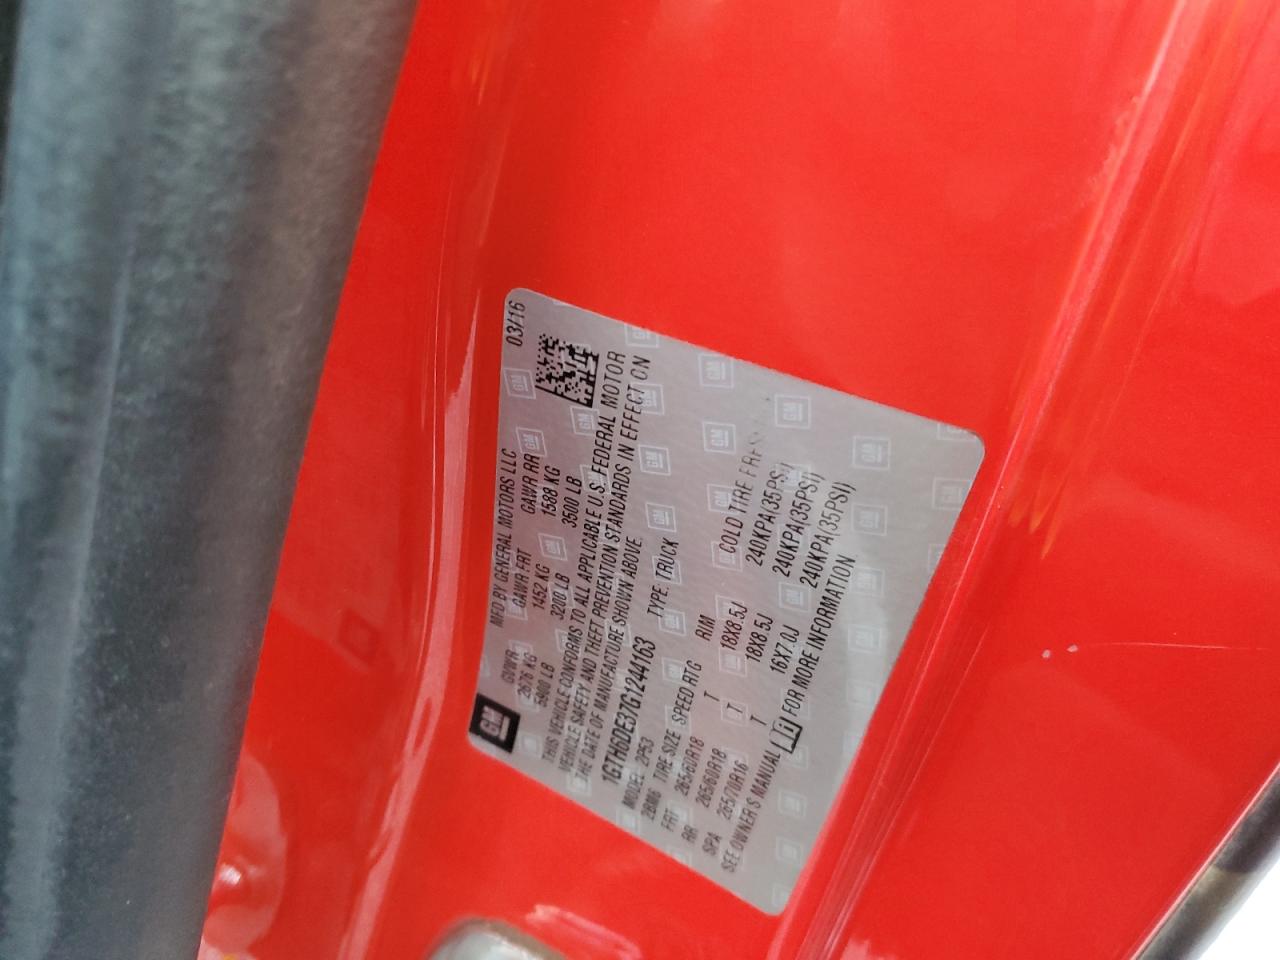 GM MFD BY GENERAL MOTORS LLC 03/16
GVWR GAWR FRT GAWR RR
2676 KG 1452 KG 1588 KG
5900 LB 3200 LB 3500 LB
THIS VEHICLE CONFORMS TO ALL APPLICABLE U.S. FEDERAL MOTOR
VEHICLE SAFETY AND THEFT PREVENTION STANDARDS IN EFFECT ON
THE DATE OF MANUFACTURE SHOWN ABOVE.
1GTH6DE37G1244163 TYPE: TRUCK
MODEL: 2P53
2BMG TIRE SIZE SPEED RTG RIM COLD TIRE
FRT 265/60R18 T 18X8.5J 240KPA(35PSI)
RR 265/60R18 T 18X8.5J 240KPA(35PSI)
SPA 265/70R16 T 16X7.0J 240KPA(35PSI)
SEE OWNER'S MANUAL FOR MORE INFORMATION.